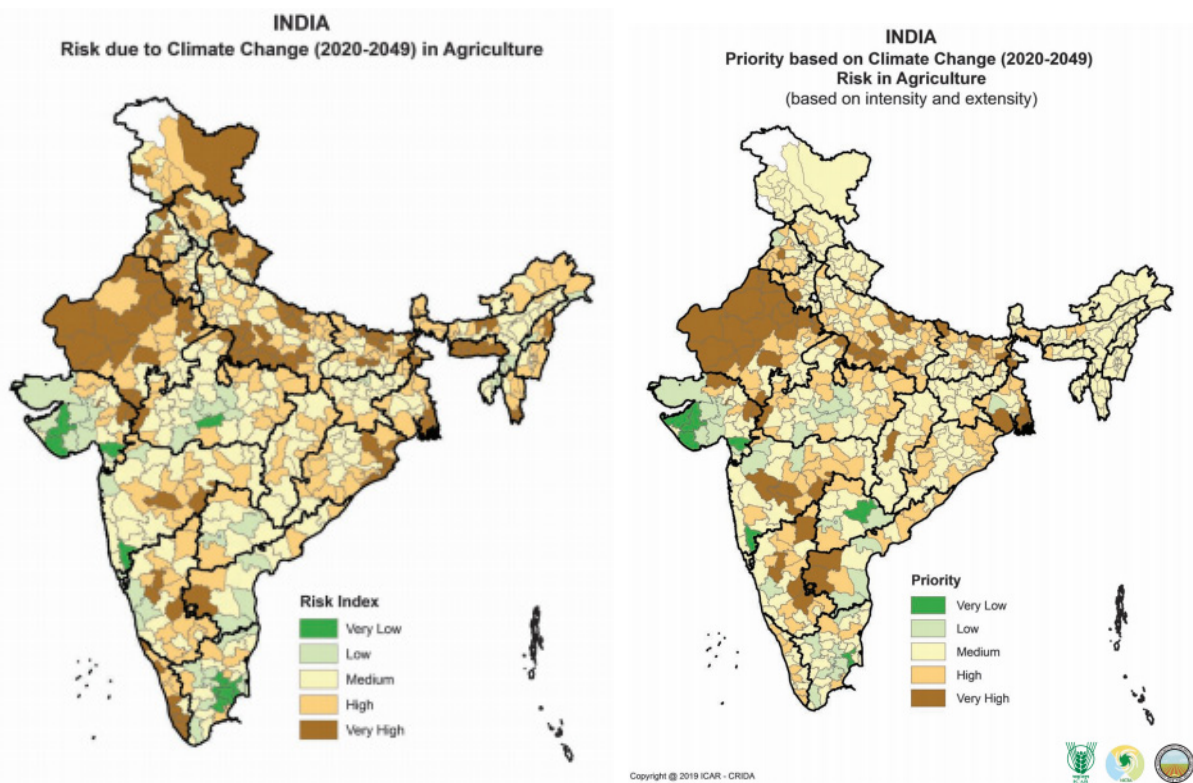 INDIA
Risk due to Climate Change (2020-2049) in Agriculture
Risk Index
Very Low
Low
Medium
High
Very High
INDIA
Priority based on Climate Change (2020-2049)
Risk in Agriculture
(based on intensity and extensity)
Priority
Very Low
Low
Medium
High
Very High
Copyright @ 2019 ICAR - CRIDA